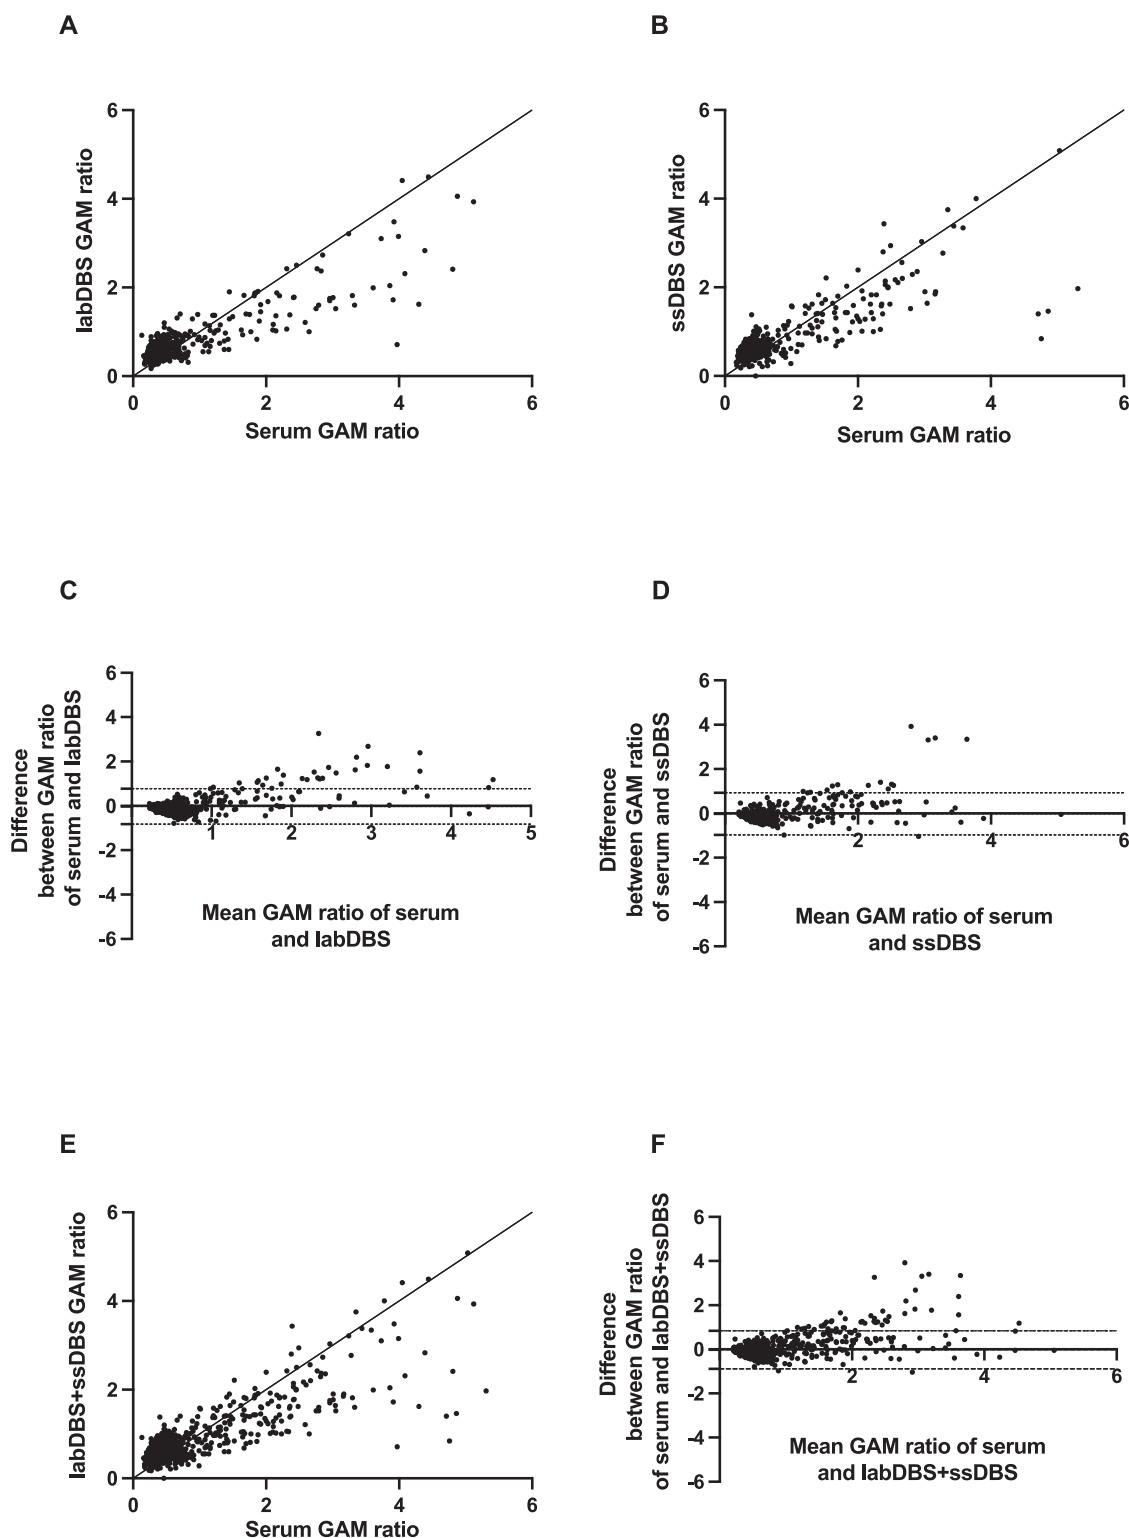 A
6
4
2
0
labDBS GAM ratio
0 2 4 6
Serum GAM ratio
B
6
4
2
0
ssDBS GAM ratio
0 2 4 6
Serum GAM ratio
C
6
4
2
0
-2
-4
-6
Difference
between GAM ratio
of serum and labDBS
1 2 3 4 5
Mean GAM ratio of serum
and labDBS
D
6
4
2
0
-2
-4
-6
Difference
between GAM ratio
of serum and ssDBS
2 4 6
Mean GAM ratio of serum
and ssDBS
E
6
4
2
0
labDBS+ssDBS GAM ratio
0 2 4 6
Serum GAM ratio
F
6
4
2
0
-2
-4
-6
Difference
between GAM ratio
of serum and labDBS+ssDBS
2 4 6
Mean GAM ratio of serum
and labDBS+ssDBS